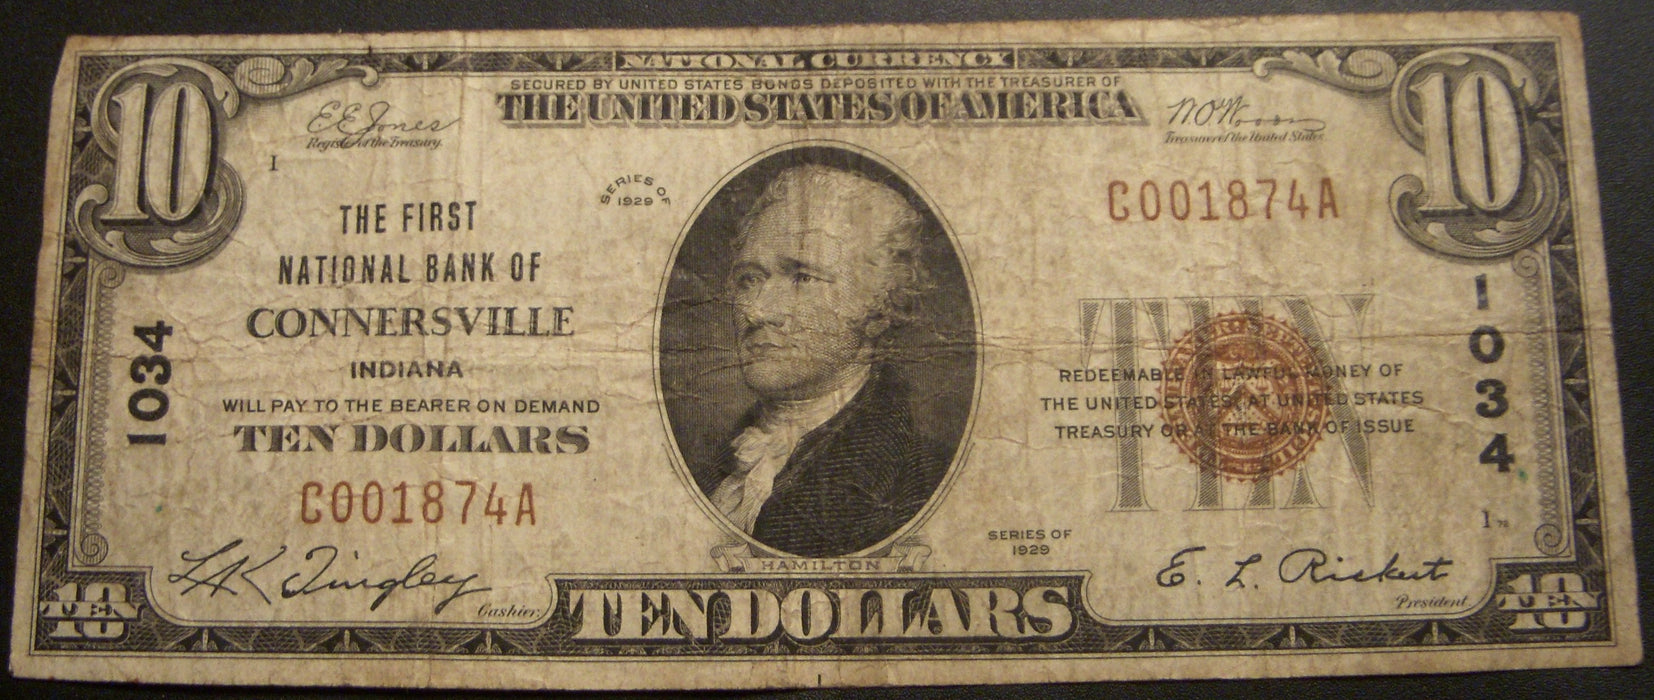 NATIONAL CURRENCY
SECURED BY UNITED STATES BONDS DEPOSITED WITH THE TREASURER OF
THE UNITED STATES OF AMERICA
10
10
E E Jones
Register of the Treasury.
W O Woods
Treasurer of the United States.
I
SERIES OF
1929
C001874A
THE FIRST
NATIONAL BANK OF
CONNERSVILLE
INDIANA
WILL PAY TO THE BEARER ON DEMAND
TEN DOLLARS
1034
1034
TEN
REDEEMABLE IN LAWFUL MONEY OF
THE UNITED STATES AT UNITED STATES
TREASURY OR AT THE BANK OF ISSUE
C001874A
SERIES OF
1929
I 72
HAMILTON
L K Tingley
Cashier.
E. L. Rickert
President.
10
TEN
TEN DOLLARS
10
TEN